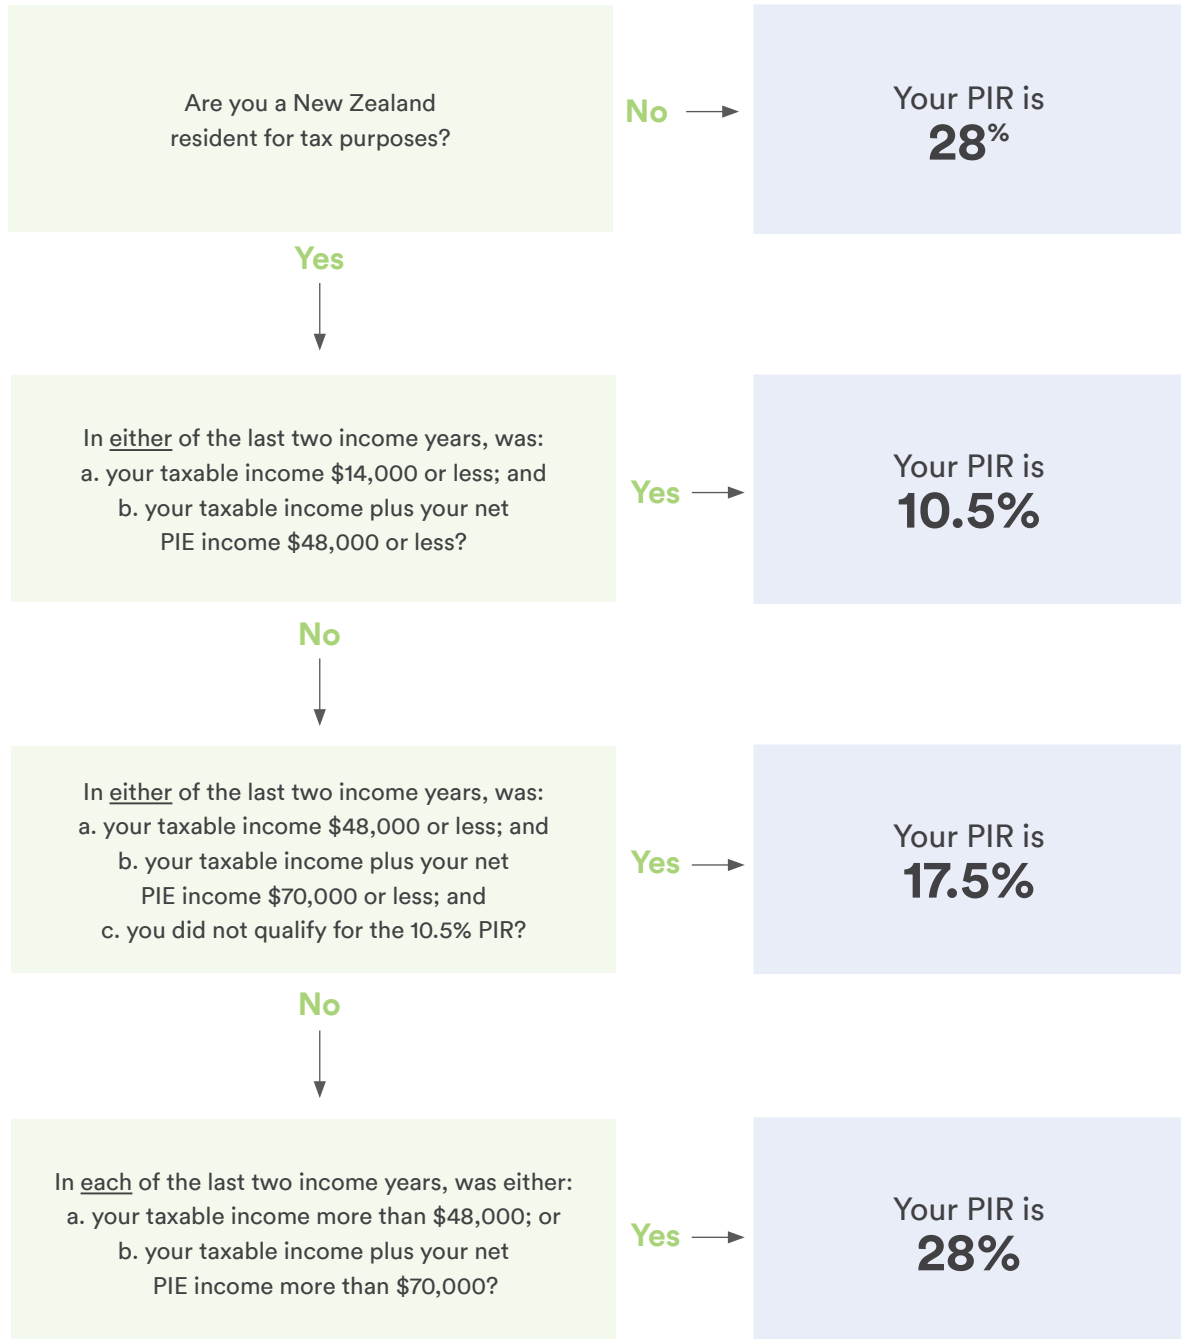 Are you a New Zealand
resident for tax purposes?
No
Your PIR is
28%
Yes
In either of the last two income years, was:
a. your taxable income $14,000 or less; and
b. your taxable income plus your net
PIE income $48,000 or less?
Yes
Your PIR is
10.5%
No
In either of the last two income years, was:
a. your taxable income $48,000 or less; and
b. your taxable income plus your net
PIE income $70,000 or less; and
c. you did not qualify for the 10.5% PIR?
Yes
Your PIR is
17.5%
No
In each of the last two income years, was either:
a. your taxable income more than $48,000; or
b. your taxable income plus your net
PIE income more than $70,000?
Yes
Your PIR is
28%